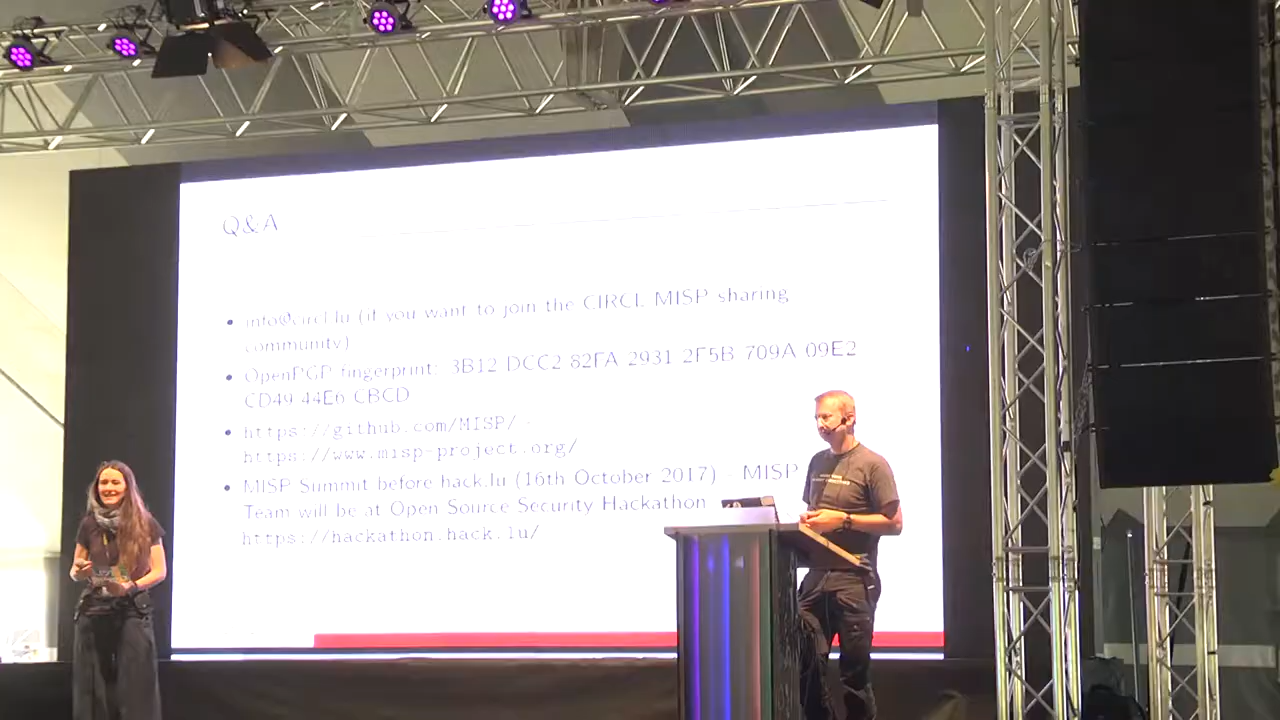 Q&A
info@circl.lu (if you want to join the CIRCL MISP sharing
community)
OpenPGP fingerprint: 3B12 DCC2 82FA 2931 2F5B 709A 09E2
CD49 44E6 CBCD
https://github.com/MISP/ -
https://www.misp-project.org/
MISP Summit before hack.lu (16th October 2017) - MISP
Team will be at Open Source Security Hackathon
https://hackathon.hack.lu/